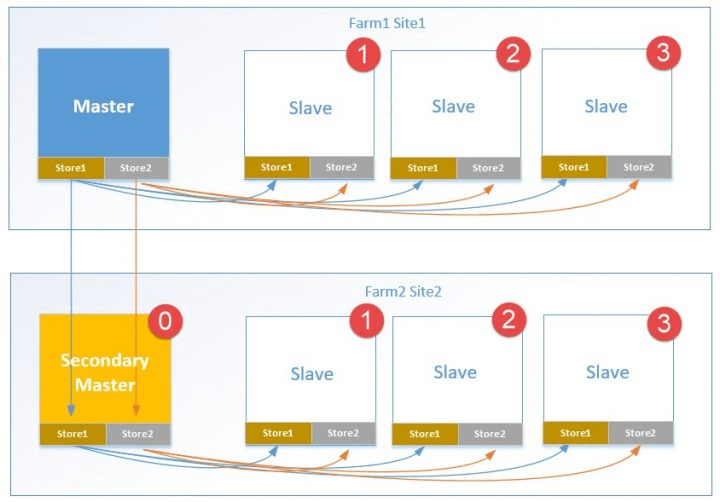 Farm1 Site1
1
2
3
Master
Slave
Slave
Slave
Store1 Store2
Store1 Store2
Store1 Store2
Store1 Store2
Farm2 Site2
0
1
2
3
Secondary
Master
Slave
Slave
Slave
Store1 Store2
Store1 Store2
Store1 Store2
Store1 Store2